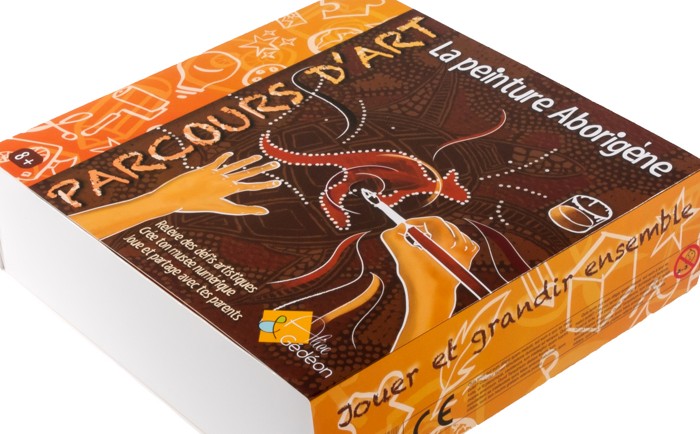 PARCOURS D'ART
La peinture Aborigène
8+
Relève des défis artistiques
Crée ton musée numérique
Joue et partage avec tes parents
Gédéon
Jouer et grandir ensemble
CE